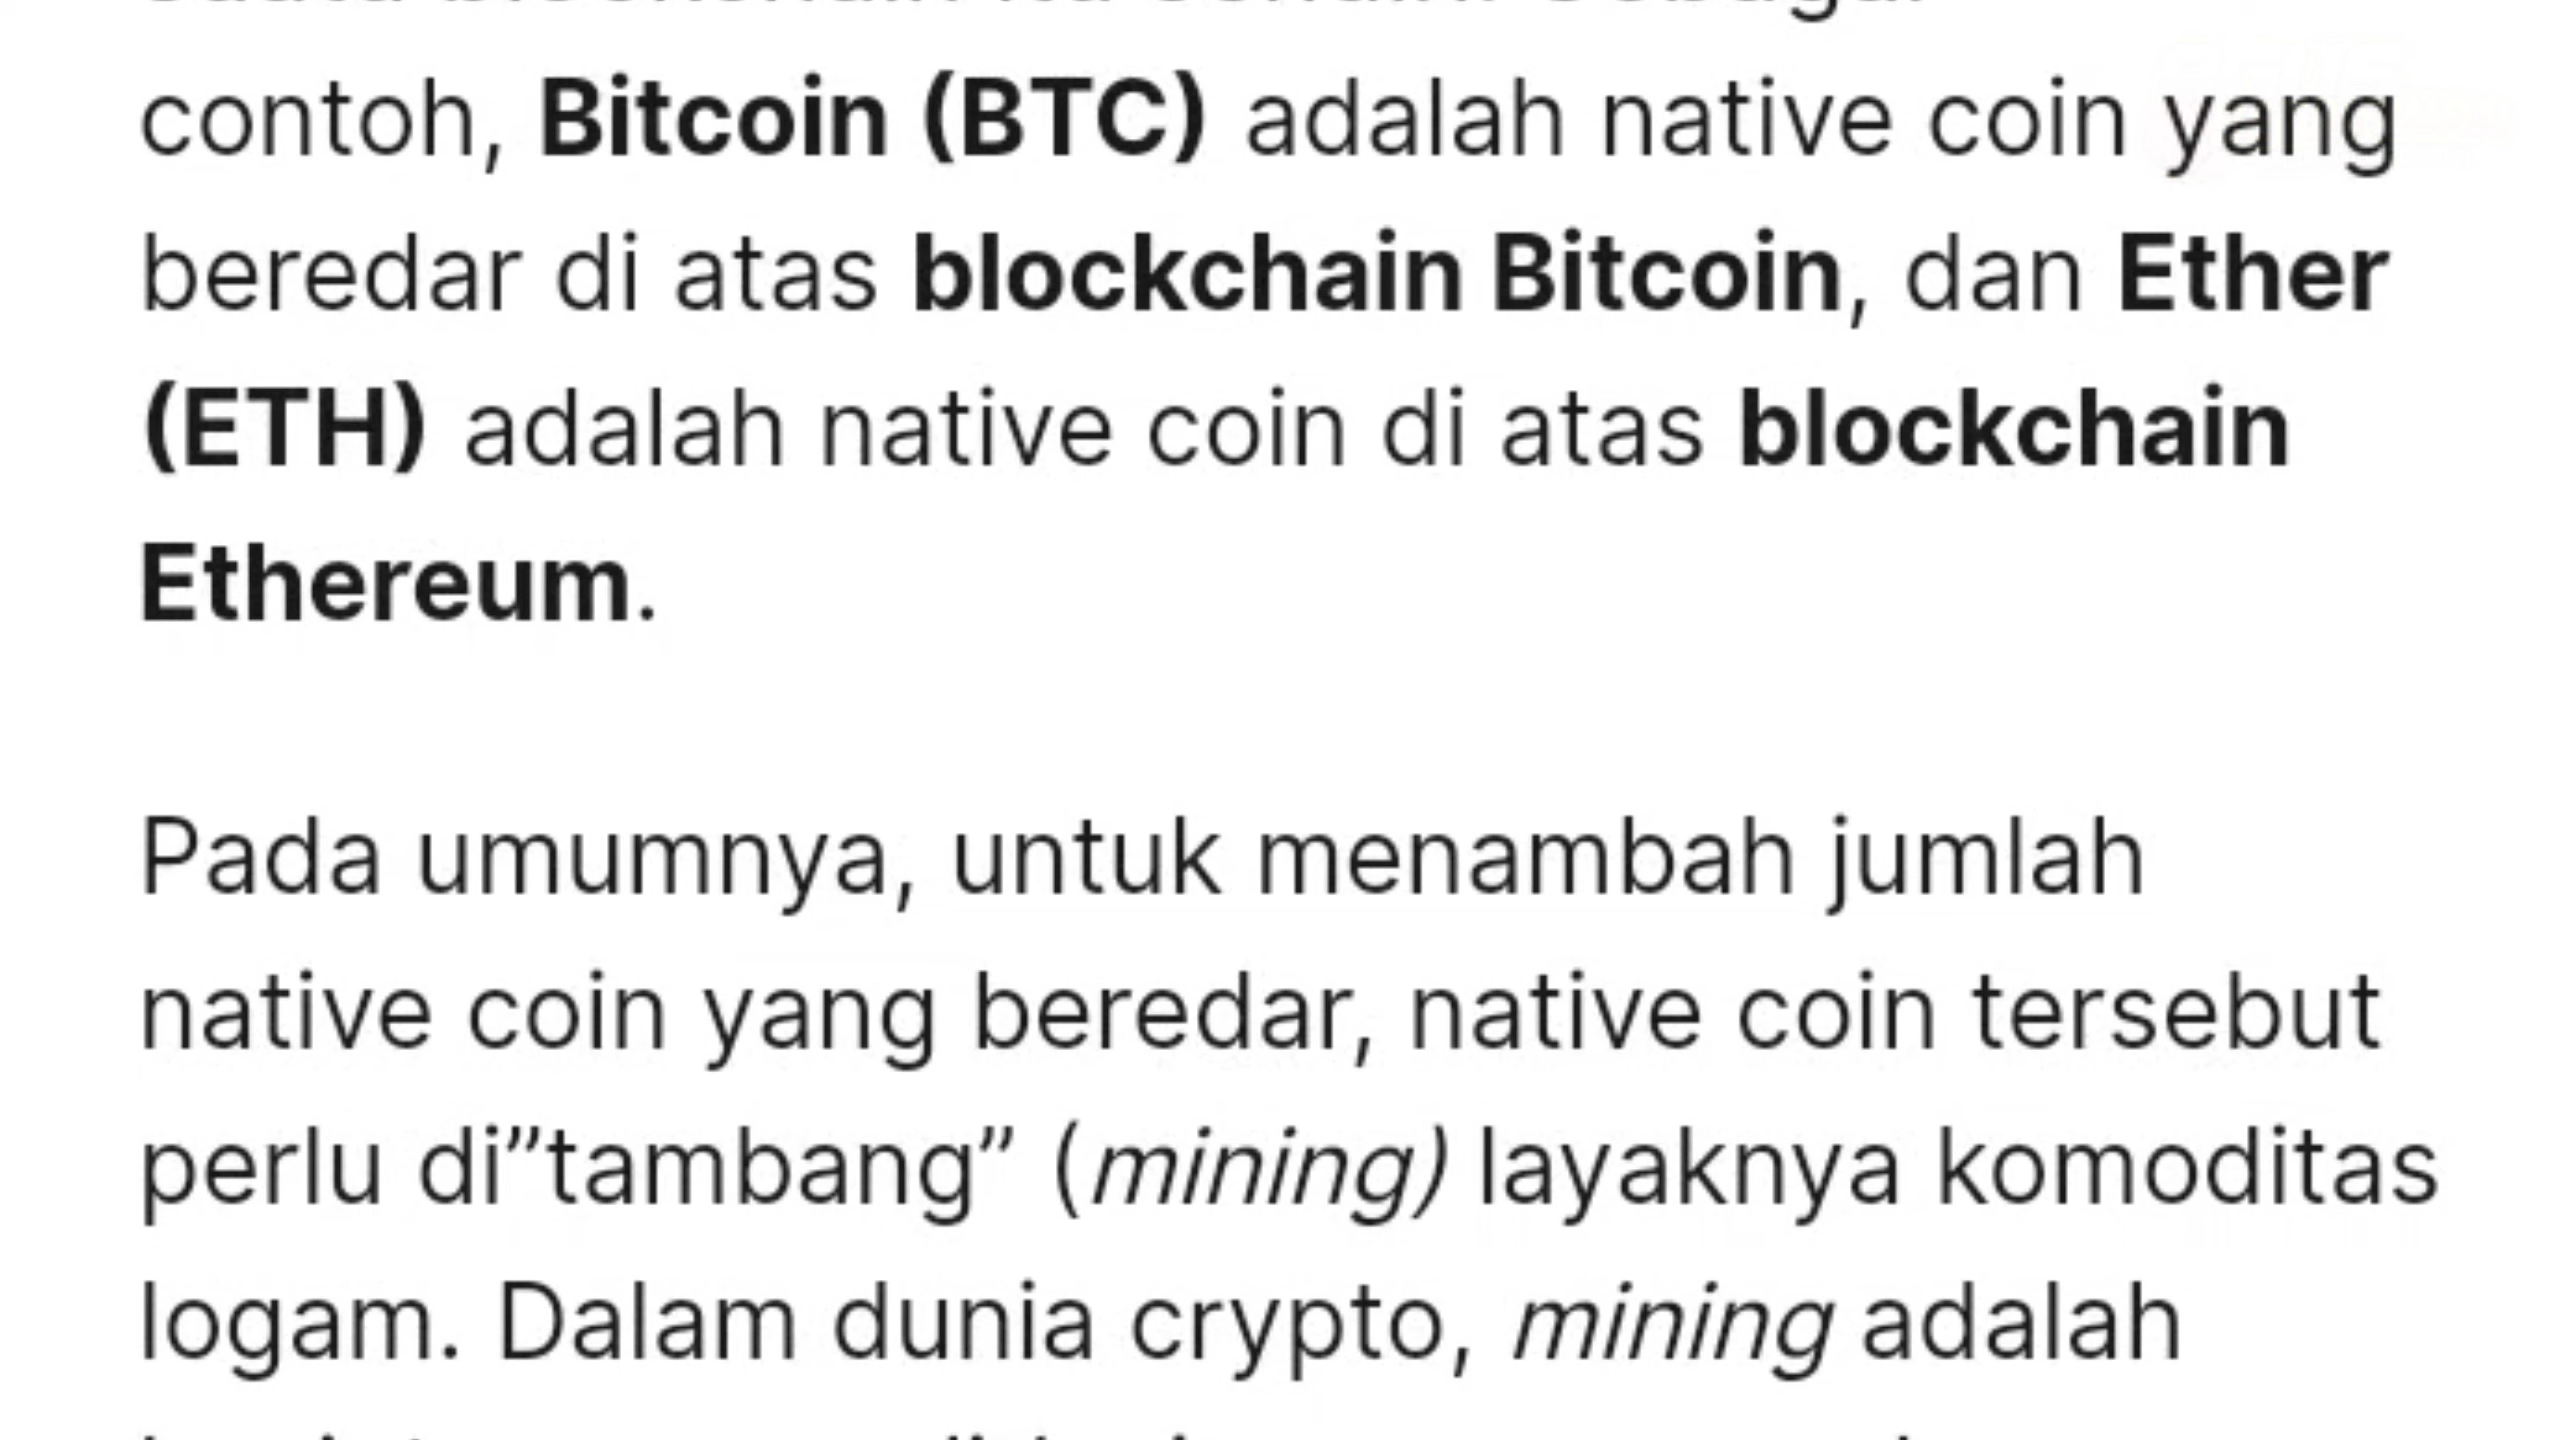 contoh, Bitcoin (BTC) adalah native coin yang
beredar di atas blockchain Bitcoin, dan Ether
(ETH) adalah native coin di atas blockchain
Ethereum.
Pada umumnya, untuk menambah jumlah
native coin yang beredar, native coin tersebut
perlu di”tambang” (mining) layaknya komoditas
logam. Dalam dunia crypto, mining adalah